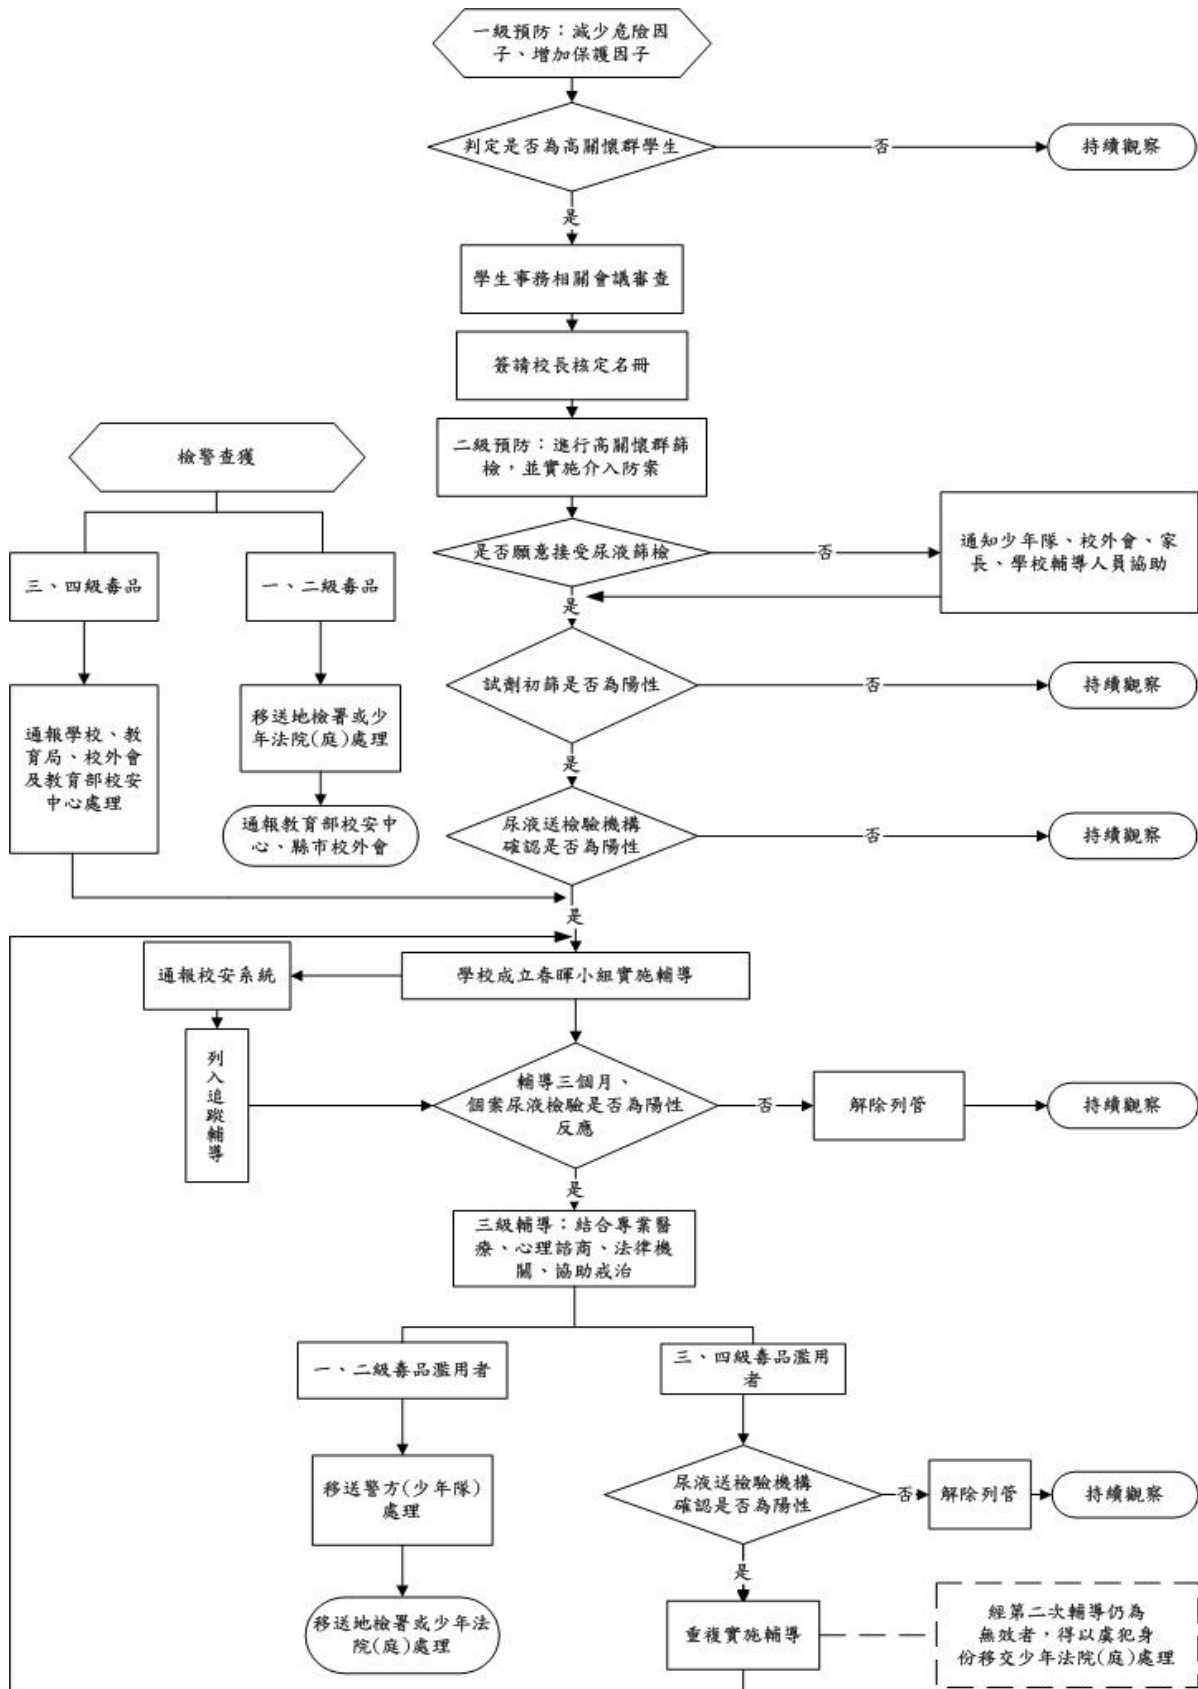 一級預防：減少危險因
子、增加保護因子
判定是否為高關懷群學生
否
持續觀察
是
學生事務相關會議審查
簽請校長核定名冊
二級預防：進行高關懷群篩
檢，並實施介入防案
檢警查獲
三、四級毒品
一、二級毒品
是否願意接受尿液篩檢
否
通知少年隊、校外會、家
長、學校輔導人員協助
是
試劑初篩是否為陽性
否
持續觀察
通報學校、教
育局、校外會
及教育部校安
中心處理
移送地檢署或少
年法院(庭)處理
是
通報教育部校安中
心、縣市校外會
尿液送檢驗機構
確認是否為陽性
否
持續觀察
是
通報校安系統
學校成立春暉小組實施輔導
列
入
追
蹤
輔
導
輔導三個月、
個案尿液檢驗是否為陽性
反應
否
解除列管
持續觀察
是
三級輔導：結合專業醫
療、心理諮商、法律機
關、協助戒治
一、二級毒品濫用者
三、四級毒品濫用
者
移送警方(少年隊)
處理
尿液送檢驗機構
確認是否為陽性
否
解除列管
持續觀察
是
移送地檢署或少年法
院(庭)處理
重複實施輔導
經第二次輔導仍為
無效者，得以虞犯身
份移交少年法院(庭)處理